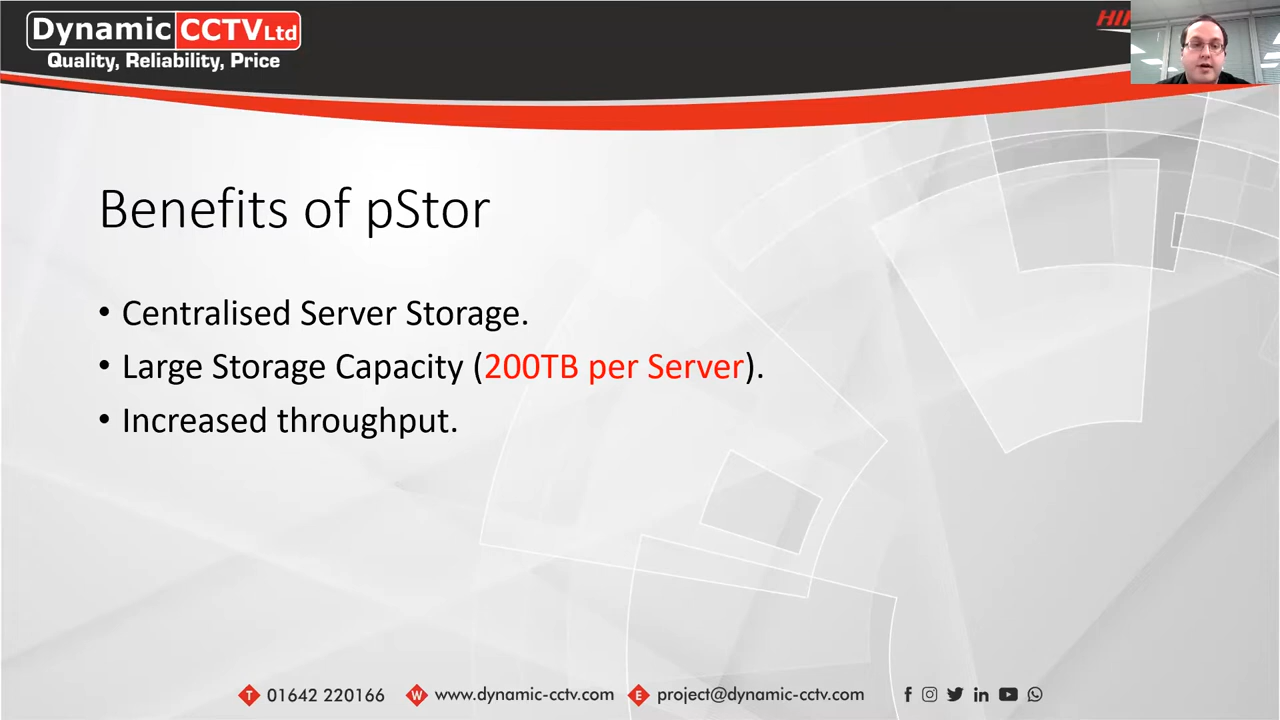 Dynamic CCTV Ltd
Quality, Reliability, Price
Benefits of pStor
• Centralised Server Storage.
• Large Storage Capacity (200TB per Server).
• Increased throughput.
T 01642 220166 W www.dynamic-cctv.com E project@dynamic-cctv.com